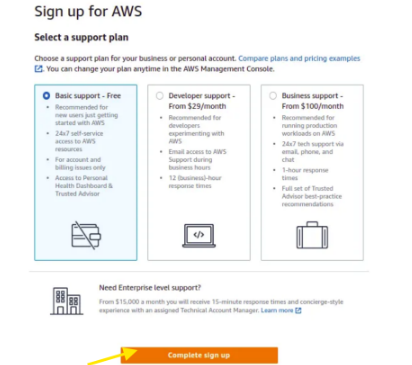 Sign up for AWS
Select a support plan
Choose a support plan for your business or personal account. Compare plans and pricing examples
. You can change your plan anytime in the AWS Management Console.
Basic support - Free
• Recommended for
new users just getting
started with AWS
• 24x7 self-service
access to AWS
resources
• For account and
billing issues only
• Access to Personal
Health Dashboard &
Trusted Advisor
Developer support -
From $29/month
• Recommended for
developers
experimenting with
AWS
• Email access to AWS
Support during
business hours
• 12 (business)-hour
response times
Business support -
From $100/month
• Recommended for
running production
workloads on AWS
• 24x7 tech support via
email, phone, and
chat
• 1-hour response
times
• Full set of Trusted
Advisor best-practice
recommendations
</>
Need Enterprise level support?
From $15,000 a month you will receive 15-minute response times and concierge-style
experience with an assigned Technical Account Manager. Learn more
Complete sign up